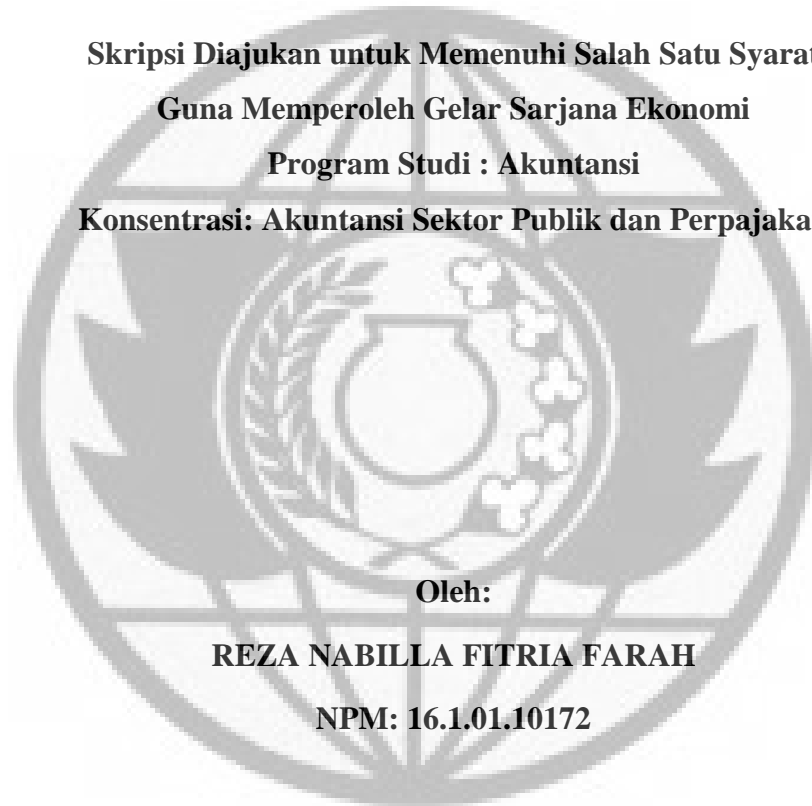 Skripsi Diajukan untuk Memenuhi Salah Satu Syarat
Guna Memperoleh Gelar Sarjana Ekonomi
Program Studi : Akuntansi
Konsentrasi: Akuntansi Sektor Publik dan Perpajaka
Oleh:
REZA NABILLA FITRIA FARAH
NPM: 16.1.01.10172